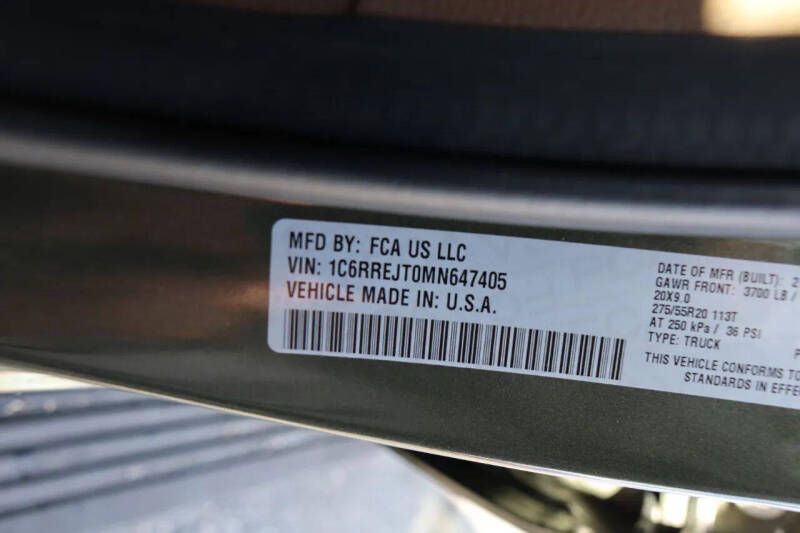 MFD BY: FCA US LLC
VIN: 1C6RREJT0MN647405
VEHICLE MADE IN: U.S.A.
DATE OF MFR (BUILT): 2
GAWR FRONT: 3700 LB /
20X9.0
275/55R20 113T
AT 250 kPa / 36 PSI
TYPE: TRUCK
THIS VEHICLE CONFORMS TO
STANDARDS IN EFFE